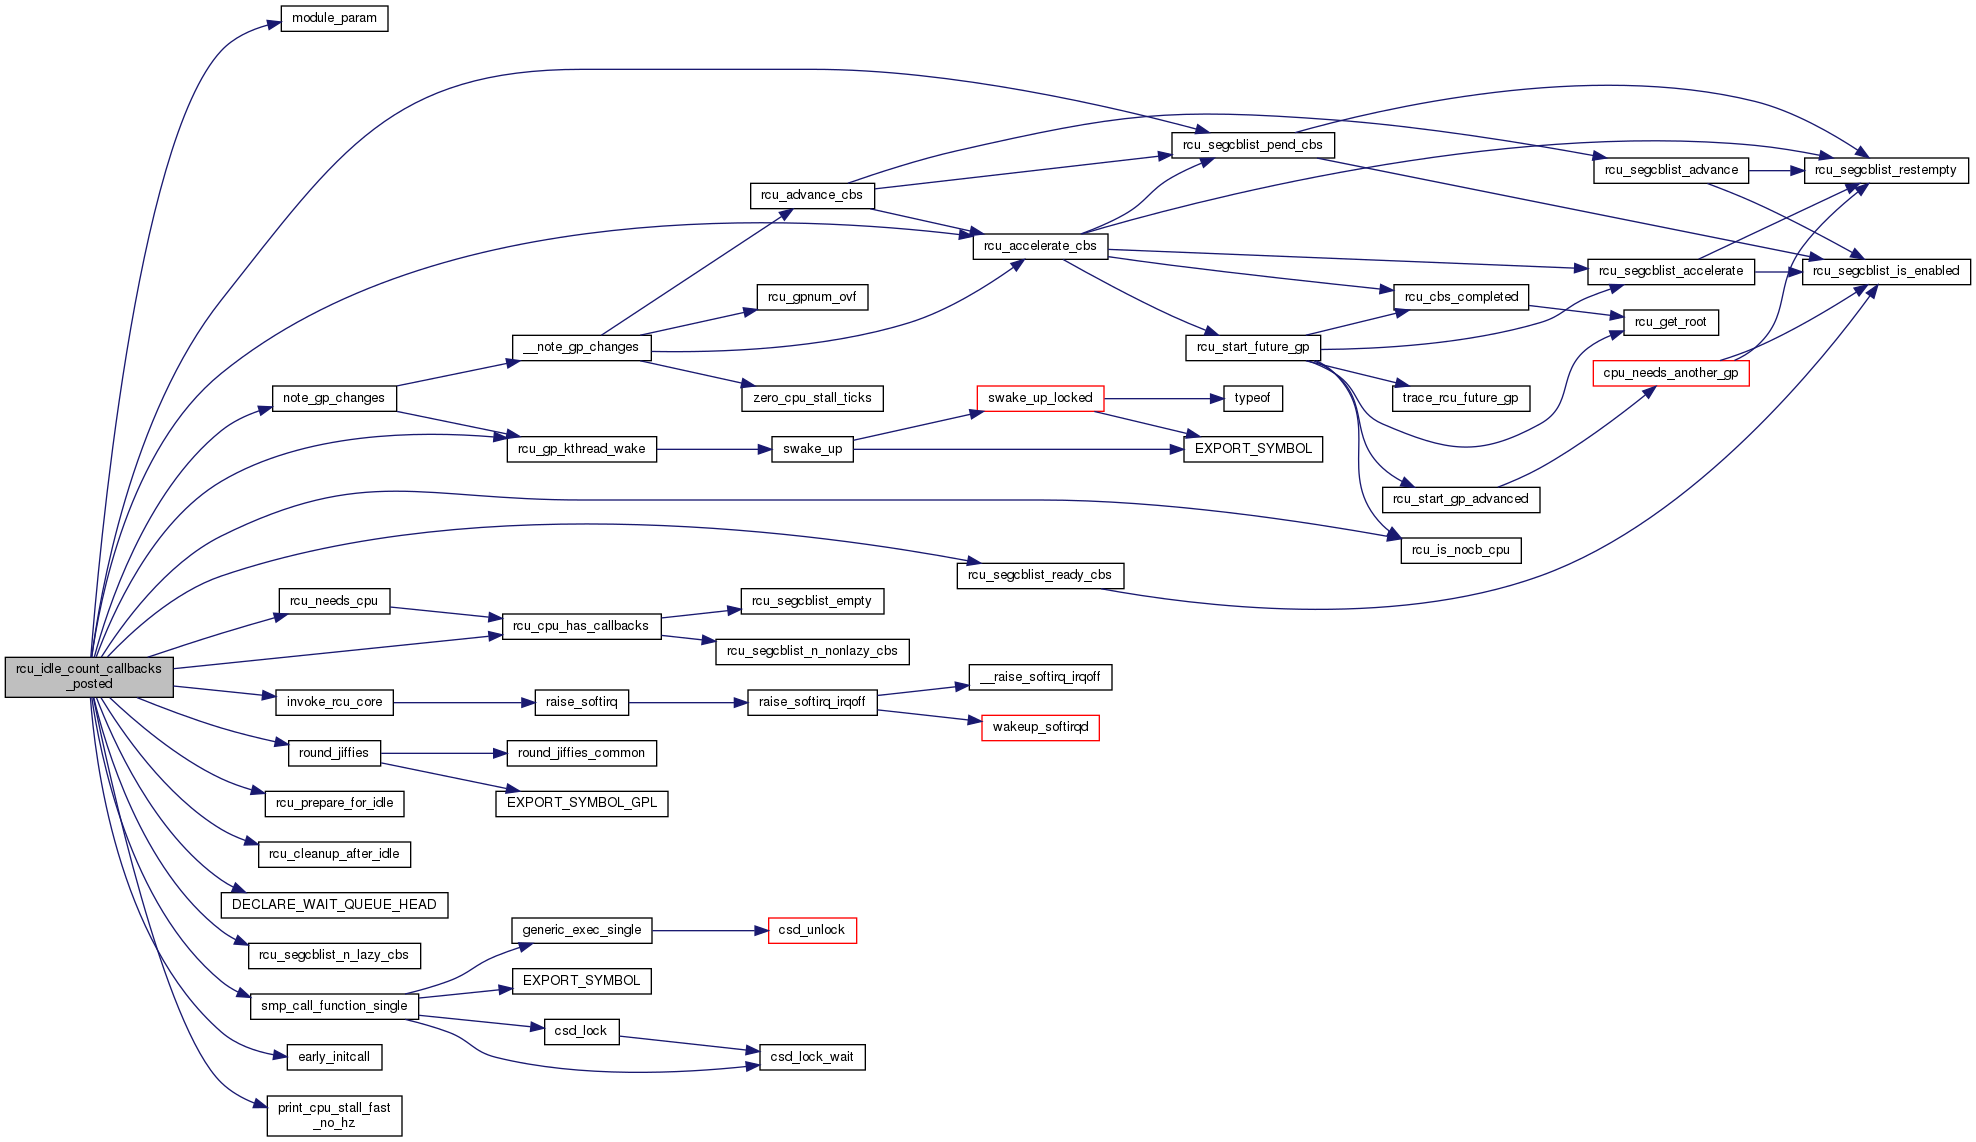 module_param
rcu_segcblist_pend_cbs
rcu_segcblist_advance
rcu_segcblist_restempty
rcu_advance_cbs
rcu_accelerate_cbs
rcu_segcblist_accelerate
rcu_segcblist_is_enabled
rcu_gpnum_ovf
rcu_cbs_completed
rcu_get_root
__note_gp_changes
rcu_start_future_gp
cpu_needs_another_gp
note_gp_changes
zero_cpu_stall_ticks
swake_up_locked
typeof
trace_rcu_future_gp
rcu_gp_kthread_wake
swake_up
EXPORT_SYMBOL
rcu_start_gp_advanced
rcu_is_nocb_cpu
rcu_segcblist_ready_cbs
rcu_needs_cpu
rcu_segcblist_empty
rcu_cpu_has_callbacks
rcu_segcblist_n_nonlazy_cbs
rcu_idle_count_callbacks
_posted
__raise_softirq_irqoff
invoke_rcu_core
raise_softirq
raise_softirq_irqoff
wakeup_softirqd
round_jiffies
round_jiffies_common
rcu_prepare_for_idle
EXPORT_SYMBOL_GPL
rcu_cleanup_after_idle
DECLARE_WAIT_QUEUE_HEAD
generic_exec_single
csd_unlock
rcu_segcblist_n_lazy_cbs
EXPORT_SYMBOL
smp_call_function_single
csd_lock
early_initcall
csd_lock_wait
print_cpu_stall_fast
_no_hz